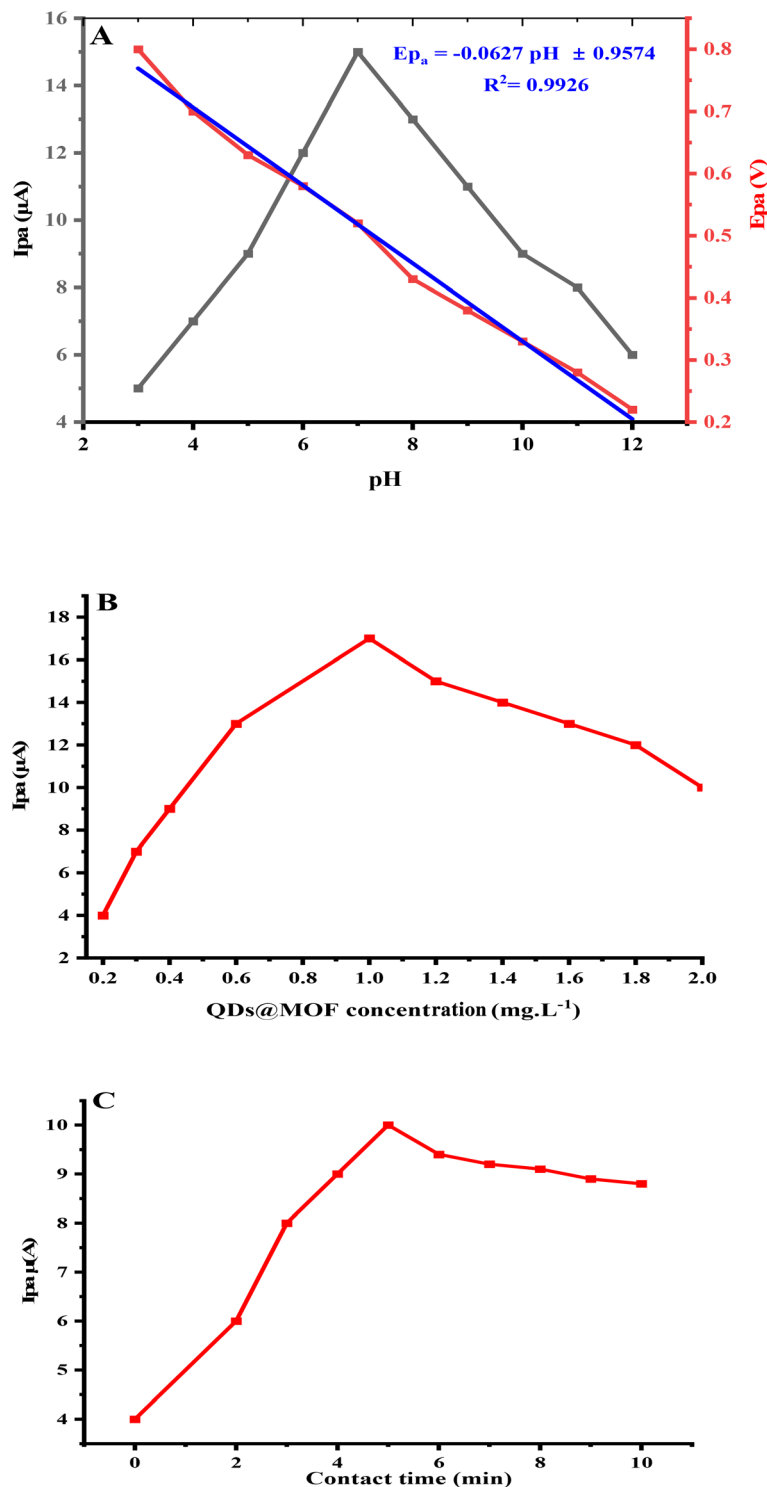 A
Ep_a = -0.0627 pH ± 0.9574
R²= 0.9926
16
14
12
10
8
6
4
Ipa (µA)
0.8
0.7
0.6
0.5
0.4
0.3
0.2
Epa (V)
2 4 6 8 10 12
pH
B
18
16
14
12
10
8
6
4
2
Ipa (µA)
0.2 0.4 0.6 0.8 1.0 1.2 1.4 1.6 1.8 2.0
QDs@MOF concentration (mg.L⁻¹)
C
10
9
8
7
6
5
4
Ipa µ(A)
0 2 4 6 8 10
Contact time (min)